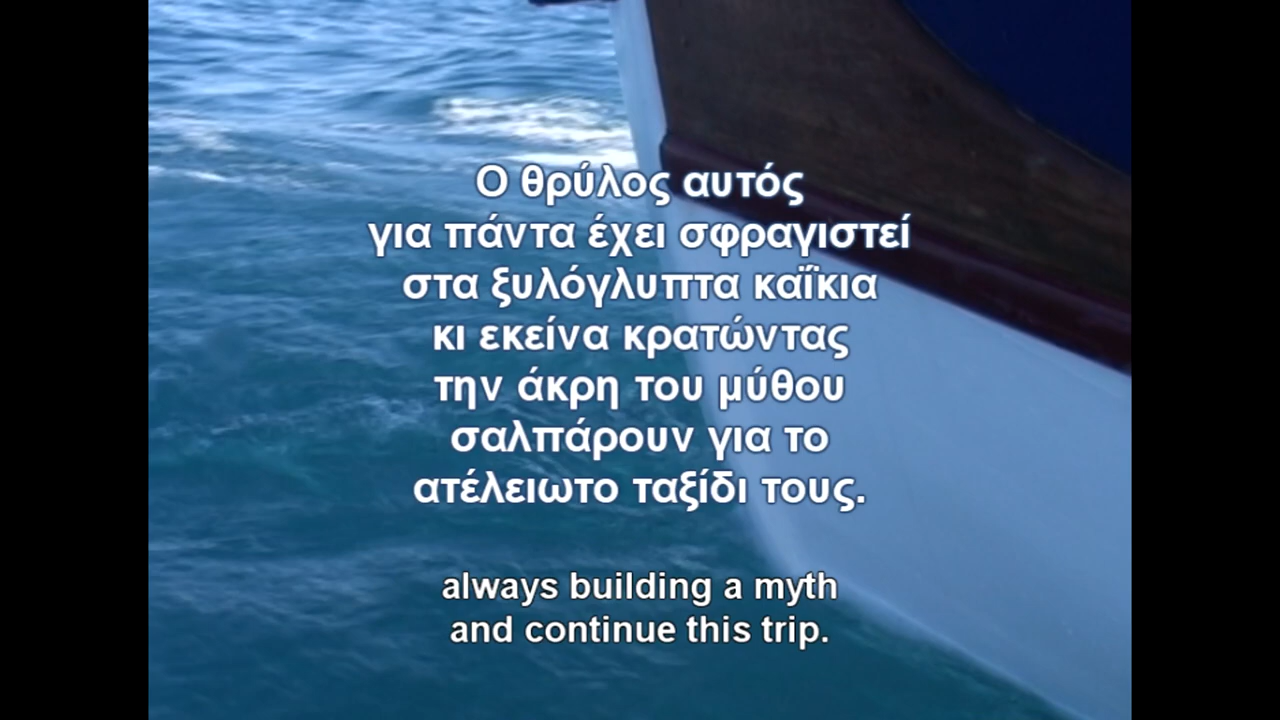 Ο θρύλος αυτός
για πάντα έχει σφραγιστεί
στα ξυλόγλυπτα καΐκια
κι εκείνα κρατώντας
την άκρη του μύθου
σαλπάρουν για το
ατέλειωτο ταξίδι τους.
always building a myth
and continue this trip.